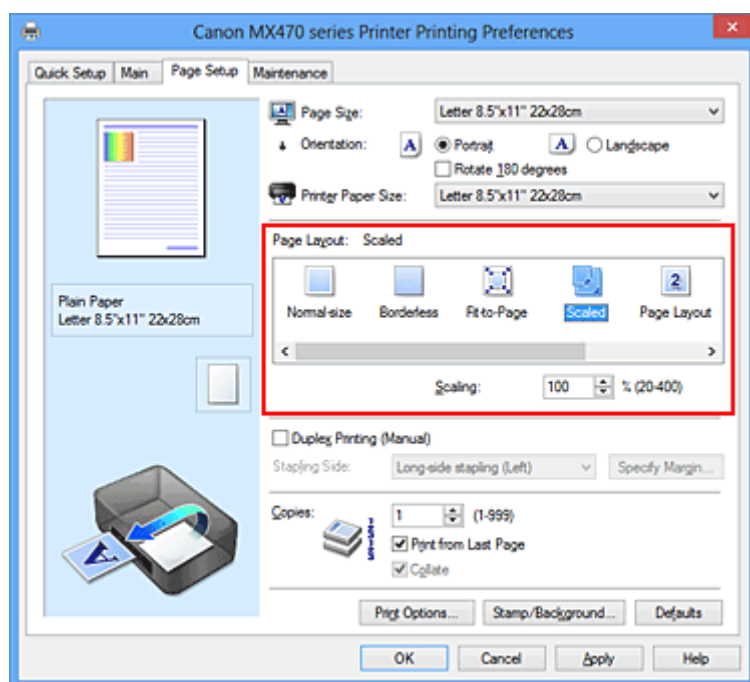 Canon MX470 series Printer Printing Preferences
Quick Setup Main Page Setup Maintenance
Page Size: Letter 8.5"x11" 22x28cm
Orientation: A Portrait A Landscape
Rotate 180 degrees
Printer Paper Size: Letter 8.5"x11" 22x28cm
Page Layout: Scaled
Normal-size Borderless Fit-to-Page Scaled 2 Page Layout
Scaling: 100 % (20-400)
Plain Paper
Letter 8.5"x11" 22x28cm
Duplex Printing (Manual)
Stapling Side: Long-side stapling (Left) Specify Margin...
Copies: 1 (1-999)
Print from Last Page
Collate
A
Print Options... Stamp/Background... Defaults
OK Cancel Apply Help